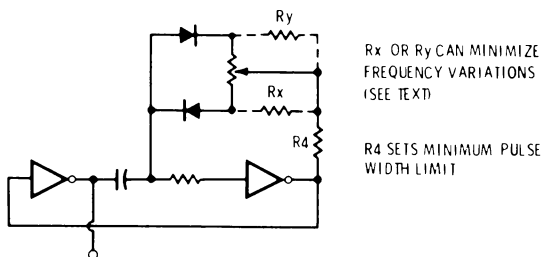 Ry
Rx OR Ry CAN MINIMIZE
FREQUENCY VARIATIONS
(SEE TEXT)
Rx
R4
R4 SETS MINIMUM PULSE
WIDTH LIMIT